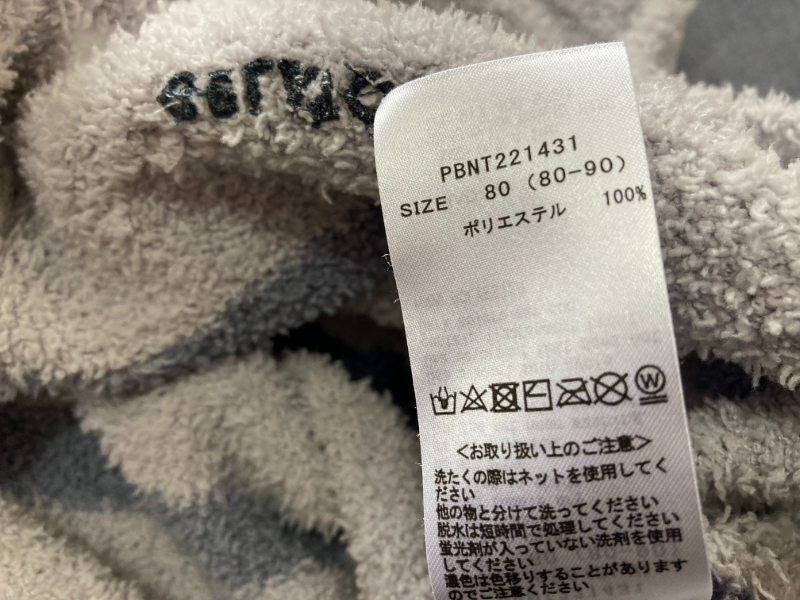 PBNT221431
SIZE 80 (80-90)
ポリエステル 100%
W
<お取り扱い上のご注意>
洗たくの際はネットを使用してく
ださい
他の物と分けて洗ってください
脱水は短時間で処理してください
蛍光剤が入っていない洗剤を使用
してください
濃色は色移りすることがあります
のでご注意ください